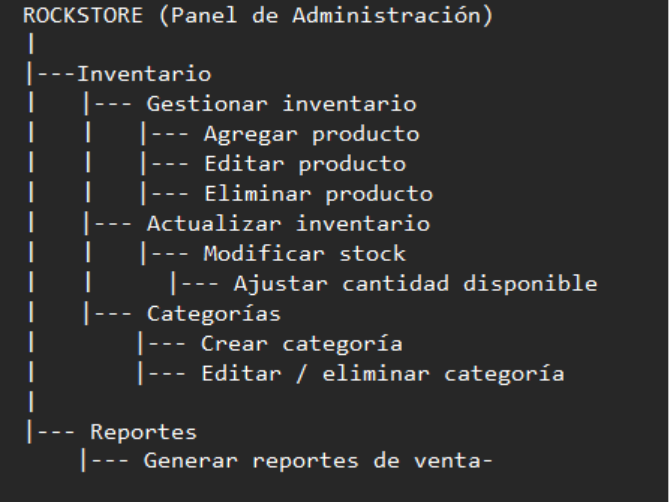 ROCKSTORE (Panel de Administración)
|
|---Inventario
|   |--- Gestionar inventario
|   |   |--- Agregar producto
|   |   |--- Editar producto
|   |   |--- Eliminar producto
|   |--- Actualizar inventario
|   |   |--- Modificar stock
|   |     |--- Ajustar cantidad disponible
|   |--- Categorías
|       |--- Crear categoría
|       |--- Editar / eliminar categoría
|
|--- Reportes
    |--- Generar reportes de venta-